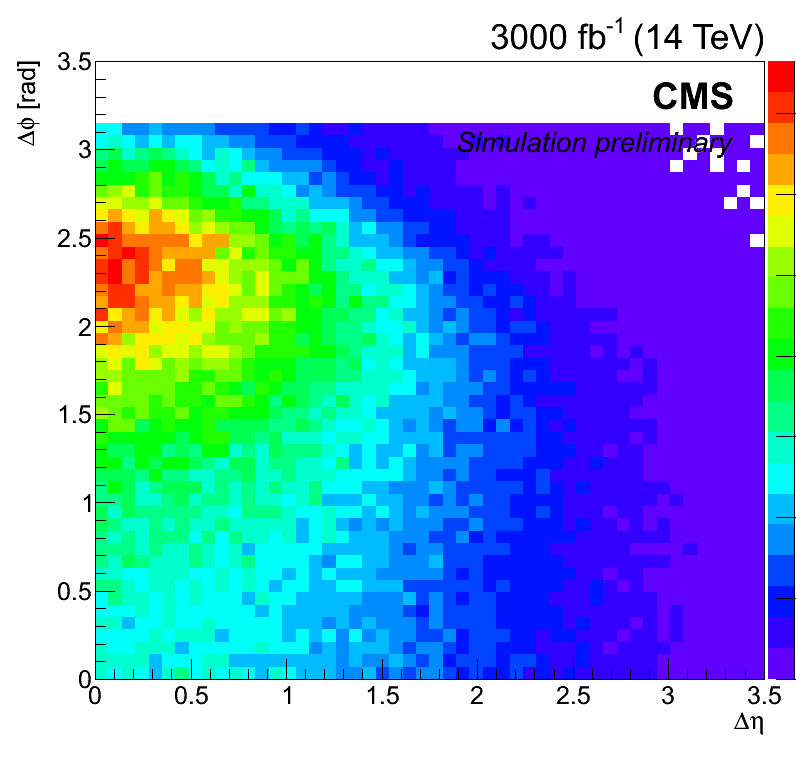 3000 fb-1 (14 TeV)
Δϕ [rad]
3.5
CMS
3
Simulation preliminary
2.5
2
1.5
1
0.5
0
0 0.5 1 1.5 2 2.5 3 3.5
Δη